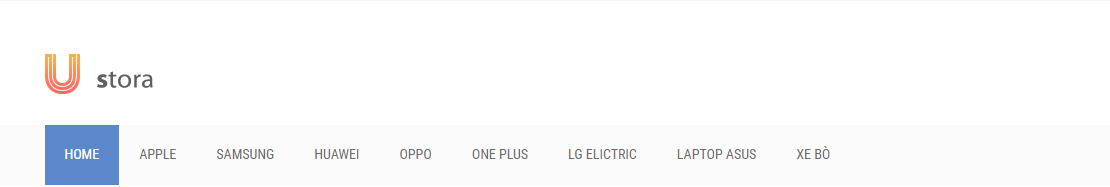 U stora
HOME APPLE SAMSUNG HUAWEI OPPO ONE PLUS LG ELICTRIC LAPTOP ASUS XE BÒ